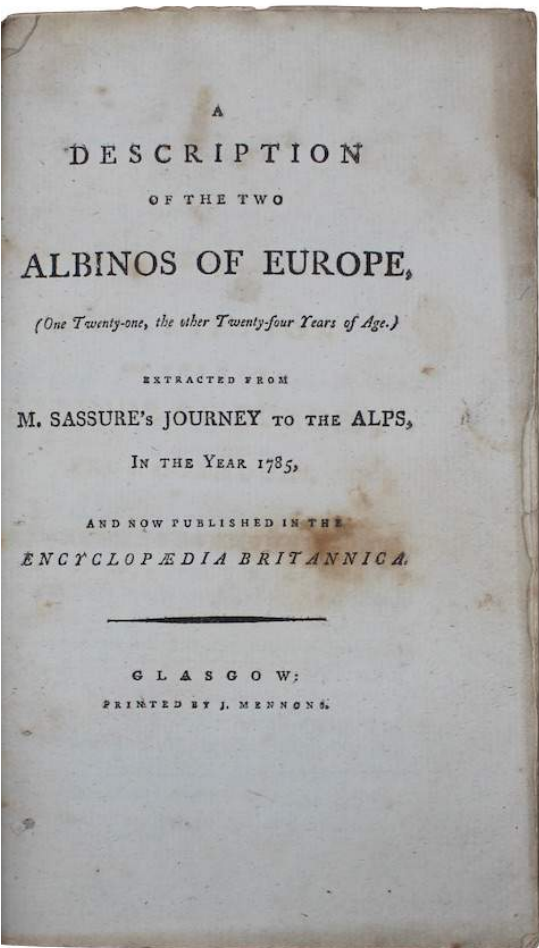 A
DESCRIPTION
OF THE TWO
ALBINOS OF EUROPE,
(One Twenty-one, the other Twenty-four Years of Age.)
EXTRACTED FROM
M. SASSURE's JOURNEY TO THE ALPS,
IN THE YEAR 1785,
AND NOW PUBLISHED IN THE
ENCYCLOPÆDIA BRITANNICA.
GLASGOW:
PRINTED BY J. MENNONS.